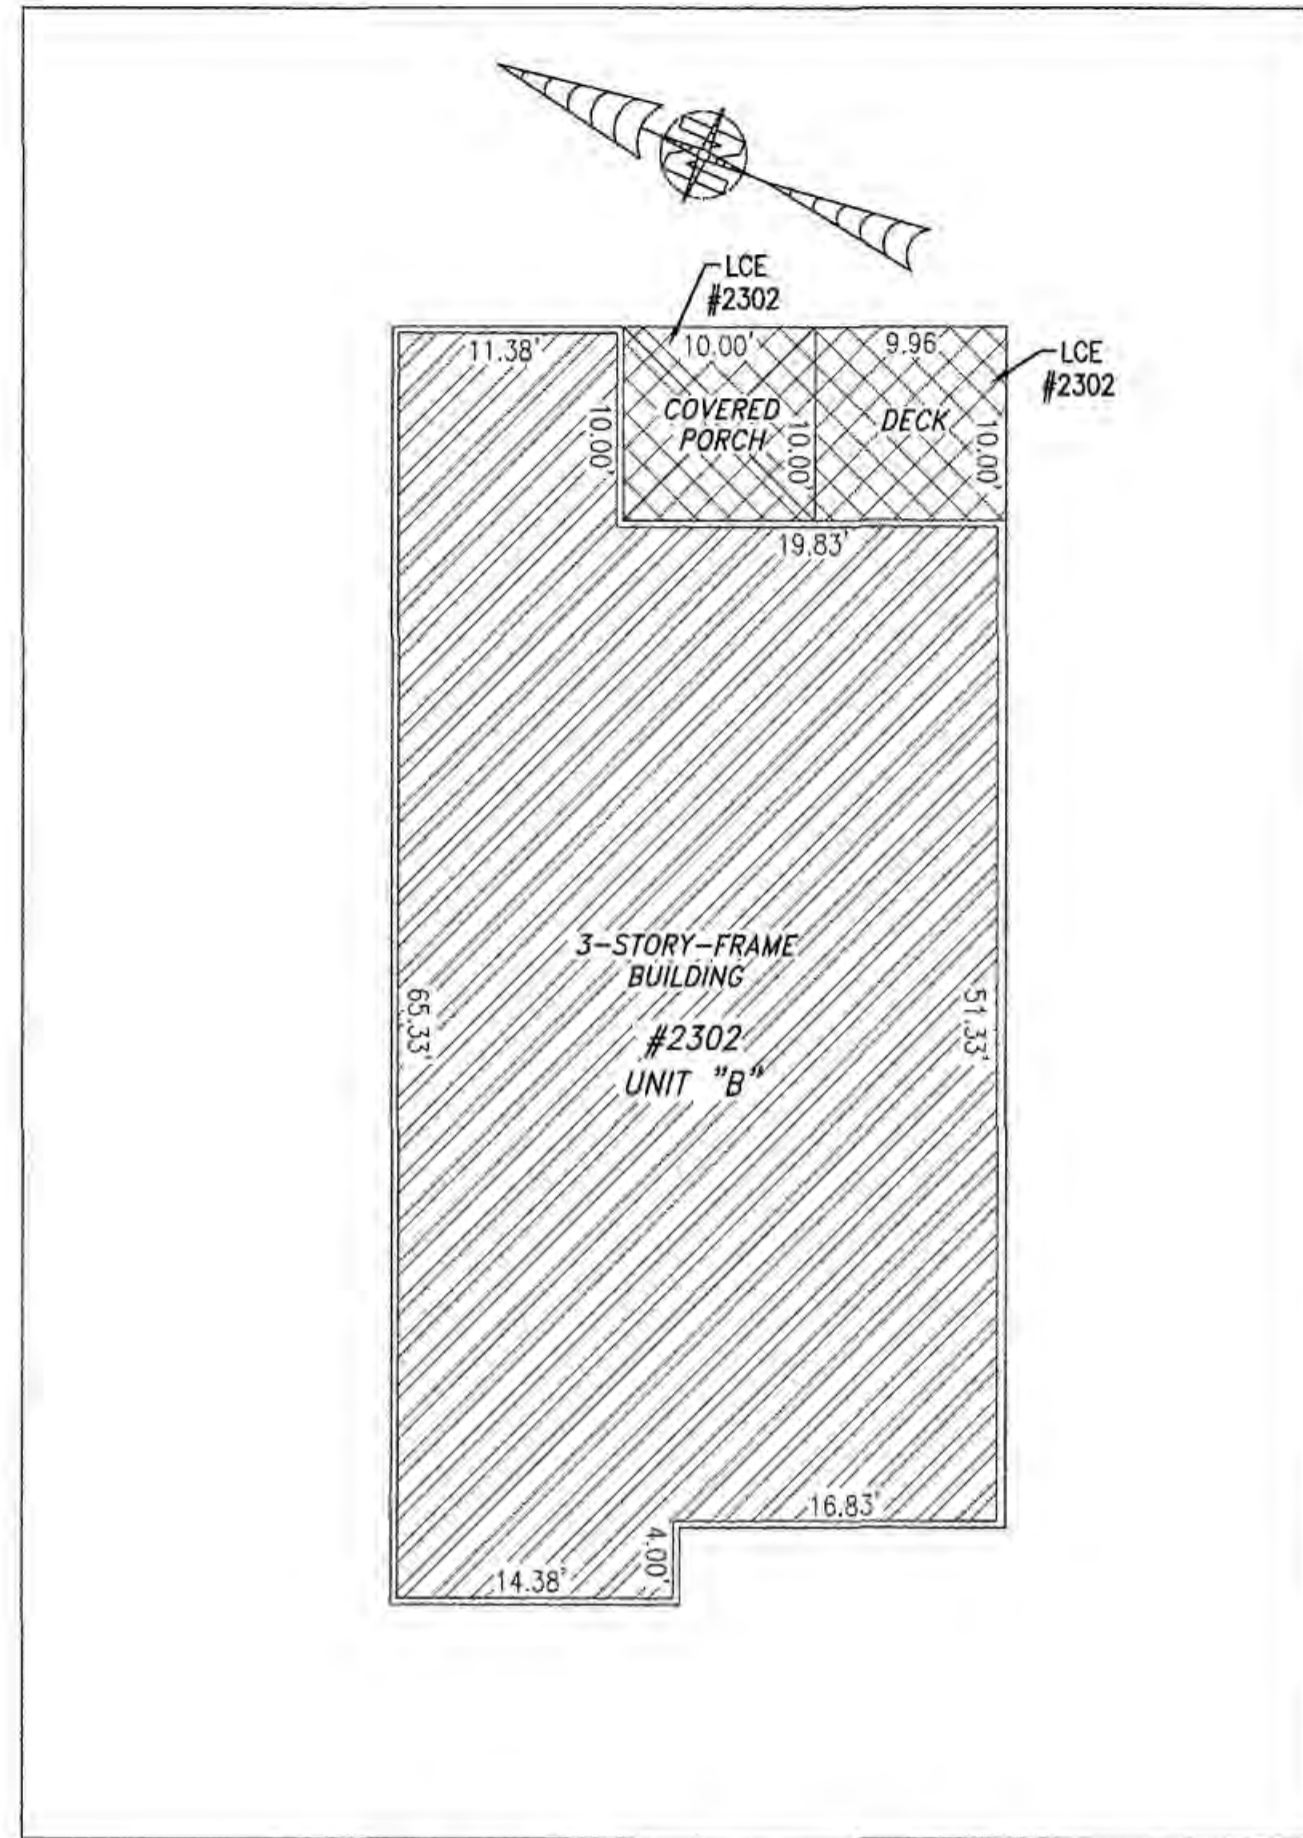 N
LCE
#2302
11.38'
10.00'
9.96
LCE
#2302
10.00'
COVERED
PORCH
10.00'
DECK
10.00'
19.83'
3-STORY-FRAME
BUILDING
#2302
UNIT "B"
65.33'
51.33'
16.83'
4.00'
14.38'